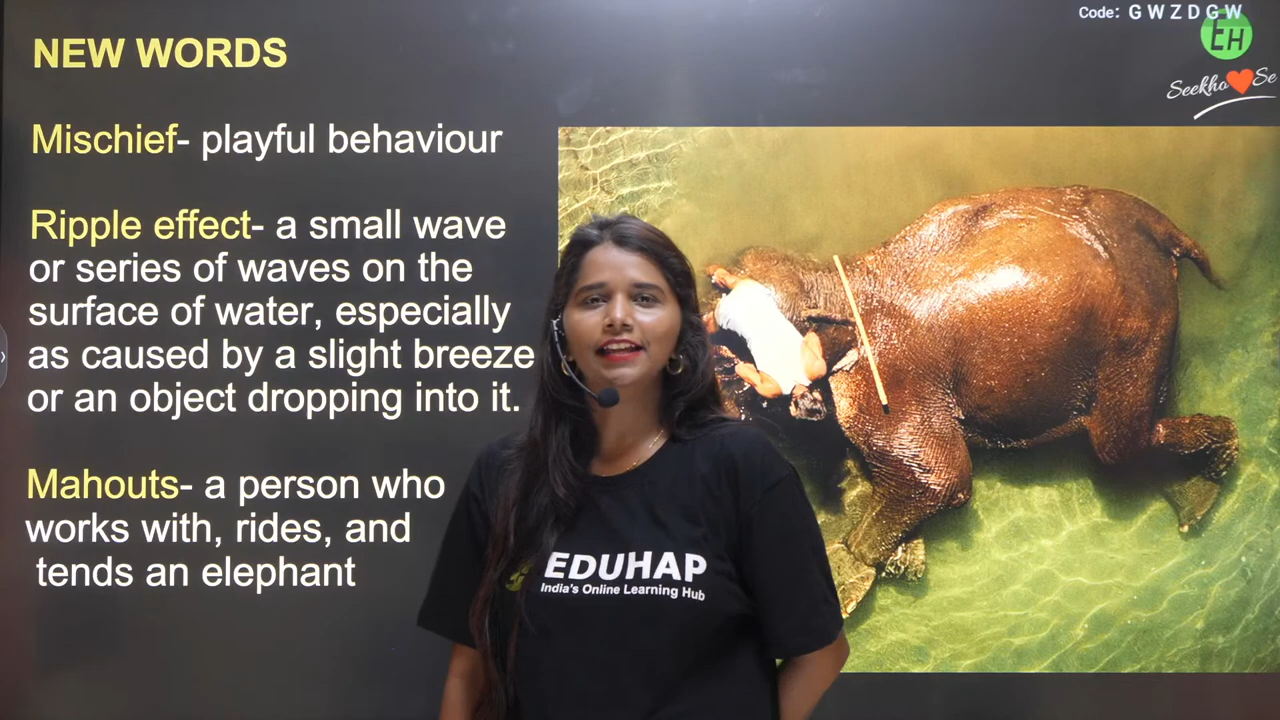 Code: GWZDGW
EH
Seekho❤️Se
NEW WORDS
Mischief- playful behaviour
Ripple effect- a small wave
or series of waves on the
surface of water, especially
as caused by a slight breeze
or an object dropping into it.
Mahouts- a person who
works with, rides, and
tends an elephant
EDUHAP
India's Online Learning Hub